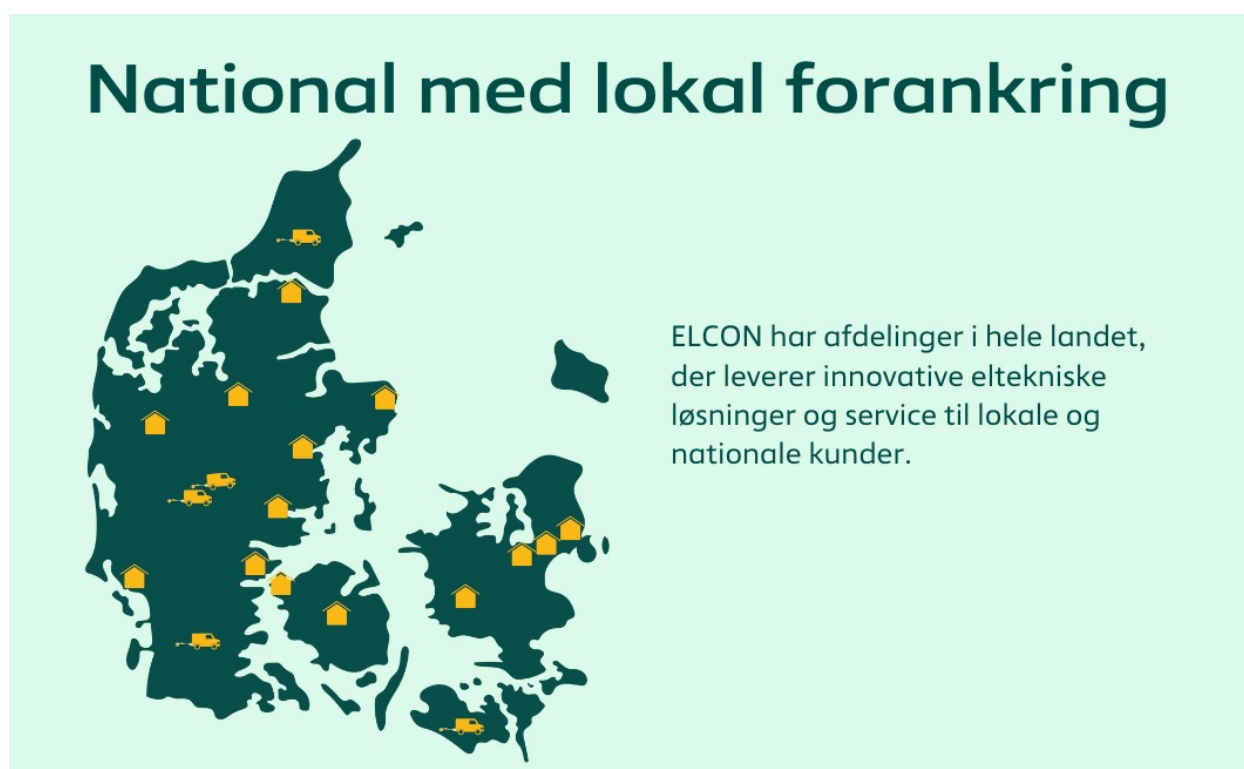 National med lokal forankring
ELCON har afdelinger i hele landet,
der leverer innovative eltekniske
løsninger og service til lokale og
nationale kunder.